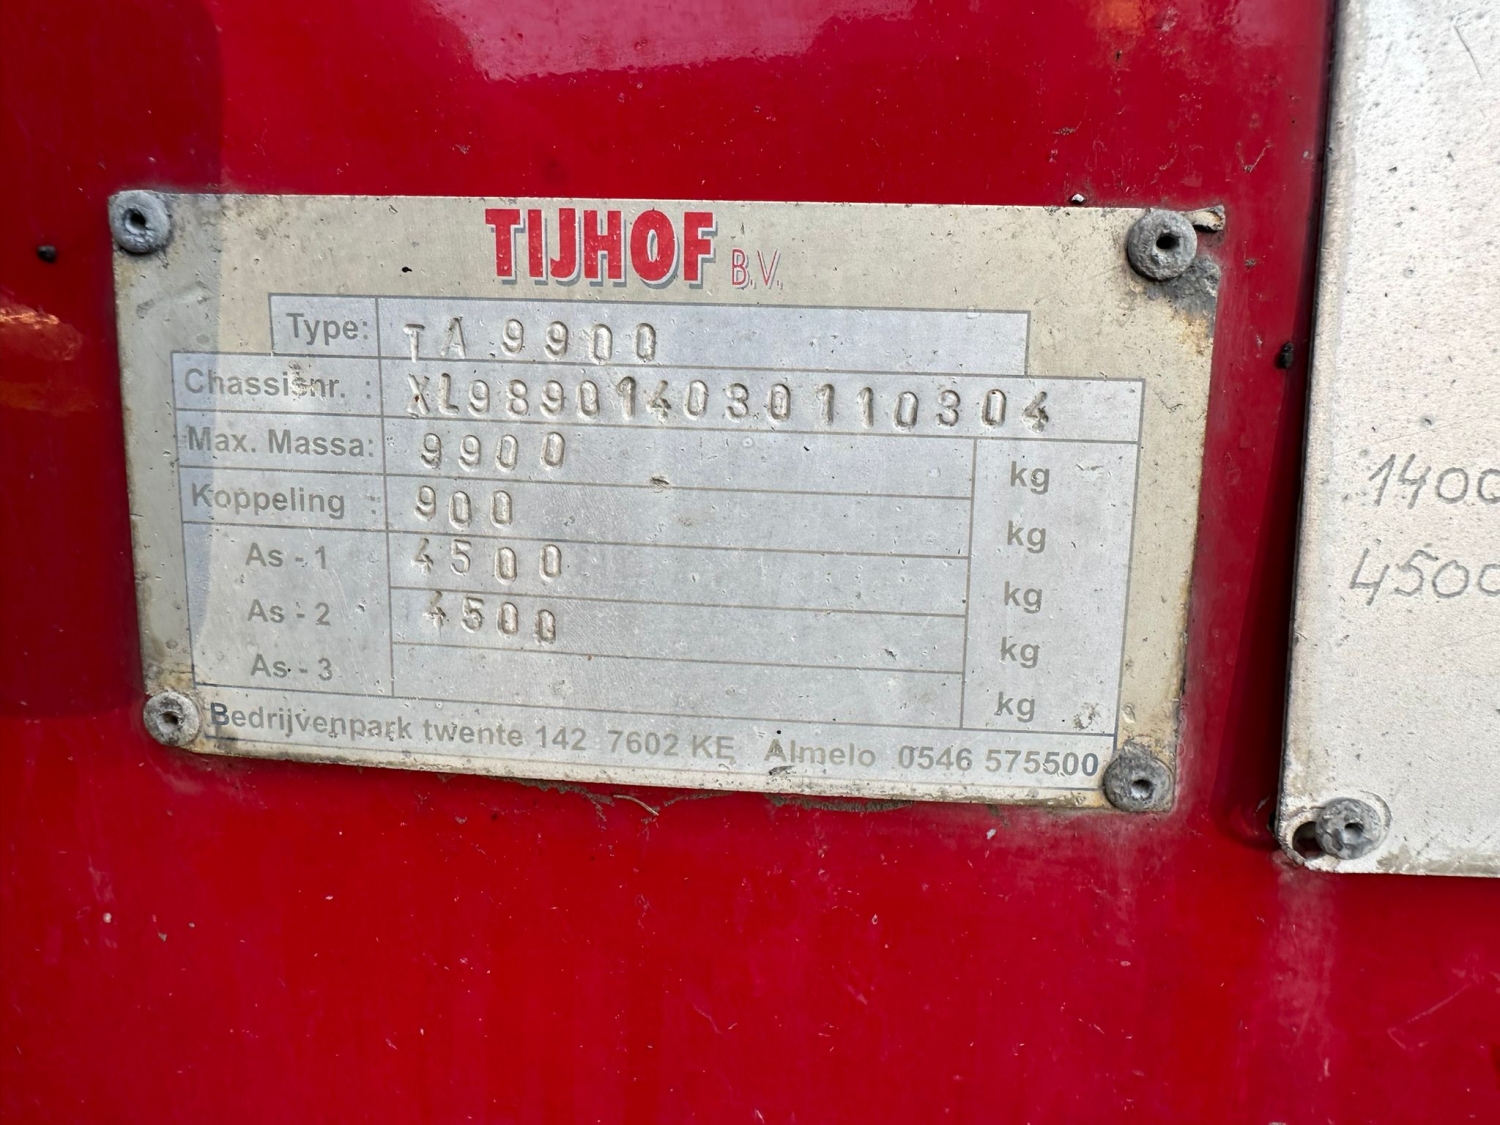 TIJHOF B.V.
Type: TA 9900
Chassisnr. : XL989014030110304
Max. Massa: 9900 kg
Koppeling : 900 kg
As - 1 4500 kg
As - 2 4500 kg
As - 3 kg
Bedrijvenpark twente 142 7602 KE Almelo 0546 575500
1400
4500